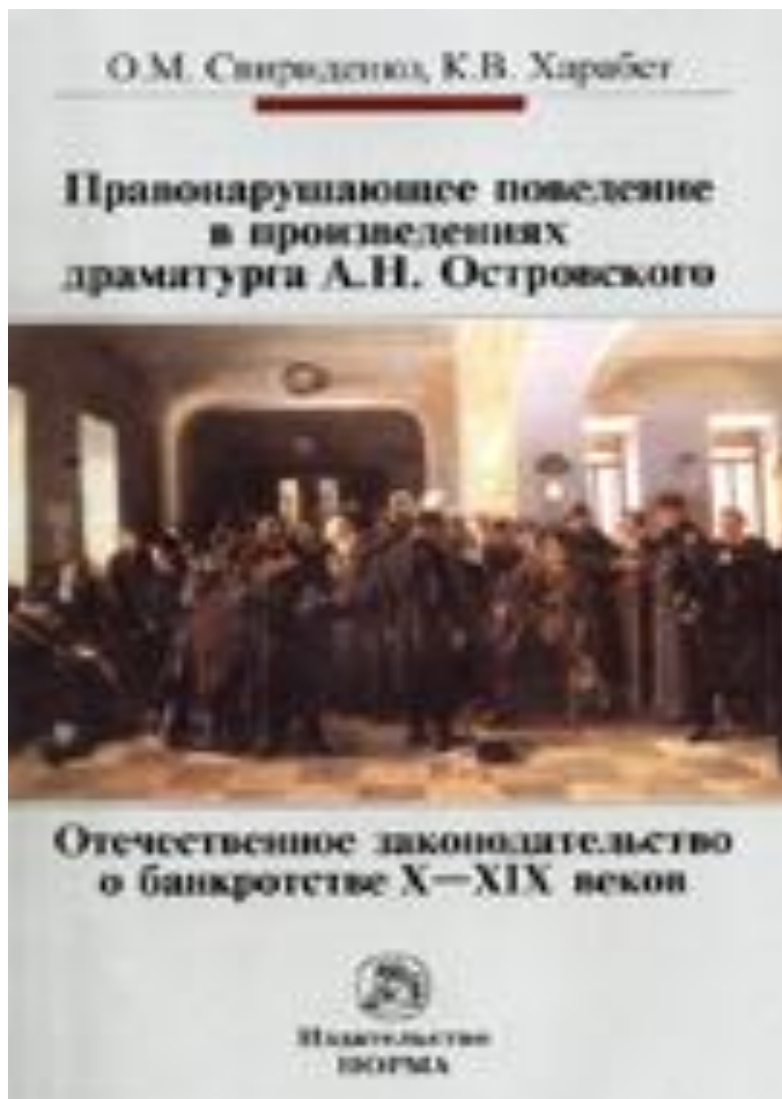 О.М. Свириденко, К.В. Харабет
Правонарушающее поведение
в произведениях
драматурга А.Н. Островского
Отечественное законодательство
о банкротстве X—XIX веков
Издательство
НОРМА